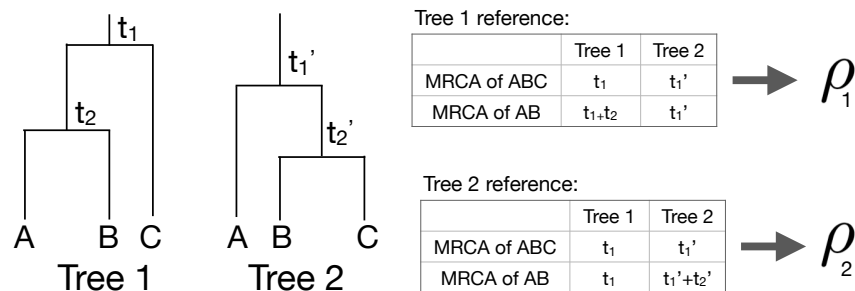 t1
t2
A B C
Tree 1
t1’
t2’
A B C
Tree 2
Tree 1 reference:
Tree 1 Tree 2
MRCA of ABC t1 t1’
MRCA of AB t1+t2 t1’
ρ1
Tree 2 reference:
Tree 1 Tree 2
MRCA of ABC t1 t1’
MRCA of AB t1 t1’+t2’
ρ2